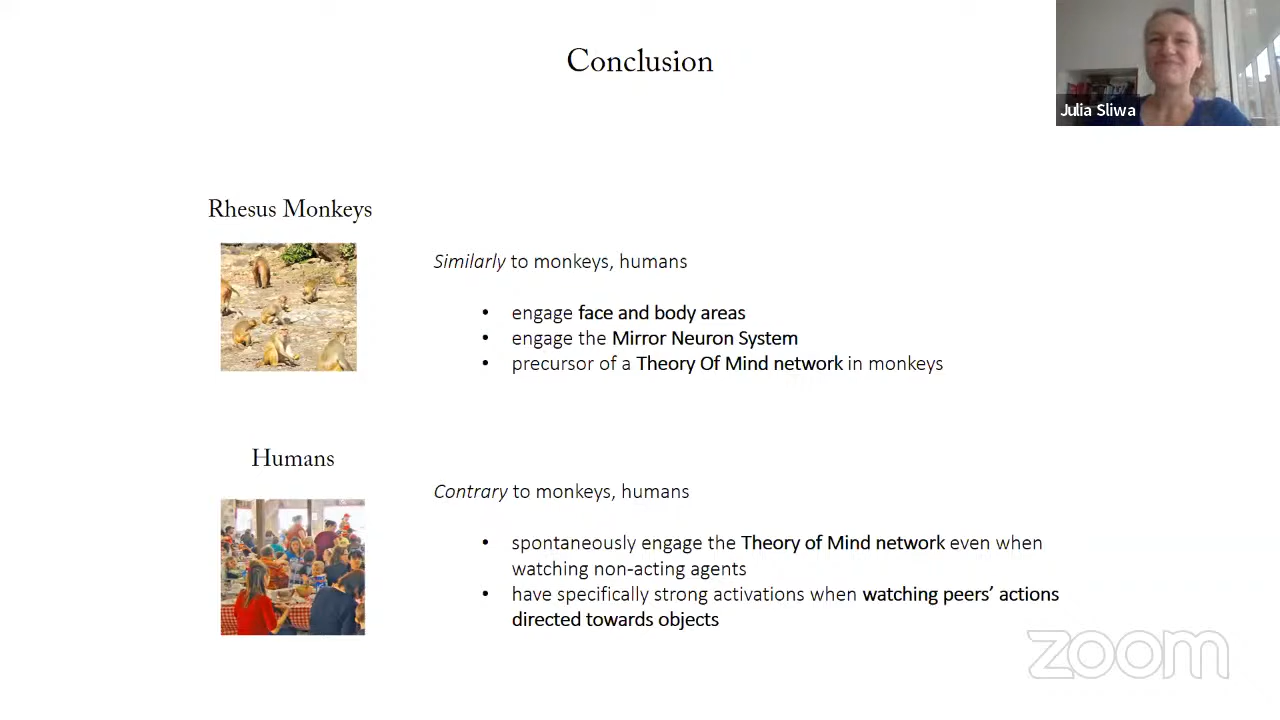 Conclusion
Julia Sliwa
Rhesus Monkeys
Similarly to monkeys, humans
• engage face and body areas
• engage the Mirror Neuron System
• precursor of a Theory Of Mind network in monkeys
Humans
Contrary to monkeys, humans
• spontaneously engage the Theory of Mind network even when
watching non-acting agents
• have specifically strong activations when watching peers’ actions
directed towards objects
zoom